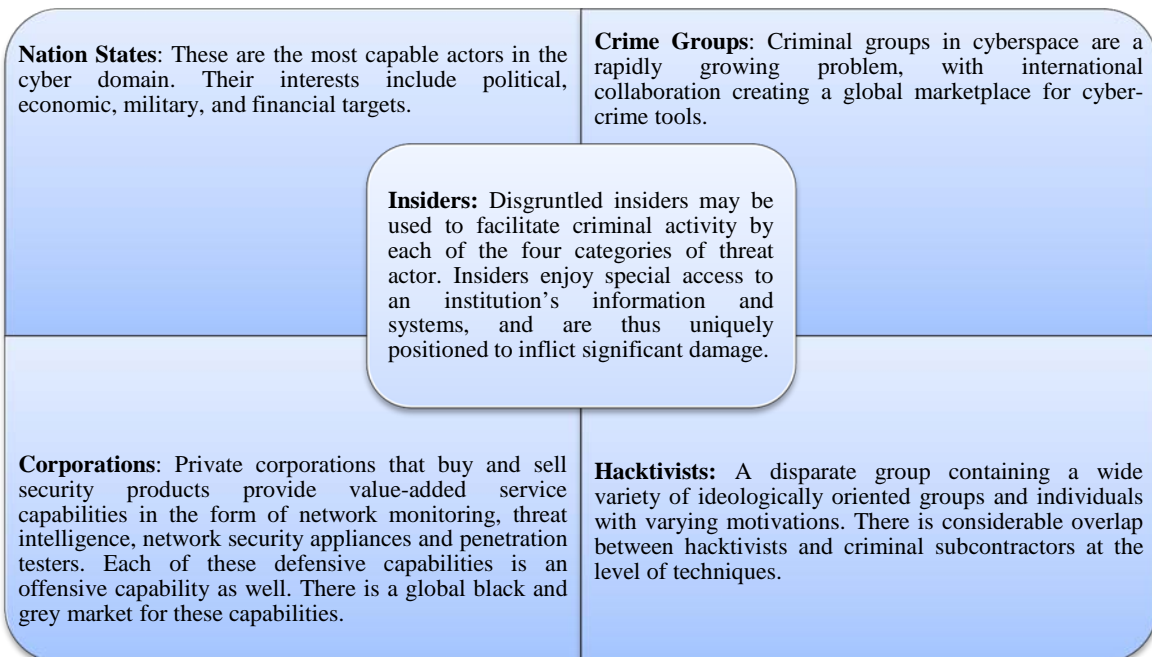 Nation States: These are the most capable actors in the
cyber domain. Their interests include political,
economic, military, and financial targets.
Crime Groups: Criminal groups in cyberspace are a
rapidly growing problem, with international
collaboration creating a global marketplace for cyber-
crime tools.
Insiders: Disgruntled insiders may be
used to facilitate criminal activity by
each of the four categories of threat
actor. Insiders enjoy special access to
an institution’s information and
systems, and are thus uniquely
positioned to inflict significant damage.
Corporations: Private corporations that buy and sell
security products provide value-added service
capabilities in the form of network monitoring, threat
intelligence, network security appliances and penetration
testers. Each of these defensive capabilities is an
offensive capability as well. There is a global black and
grey market for these capabilities.
Hacktivists: A disparate group containing a wide
variety of ideologically oriented groups and individuals
with varying motivations. There is considerable overlap
between hacktivists and criminal subcontractors at the
level of techniques.